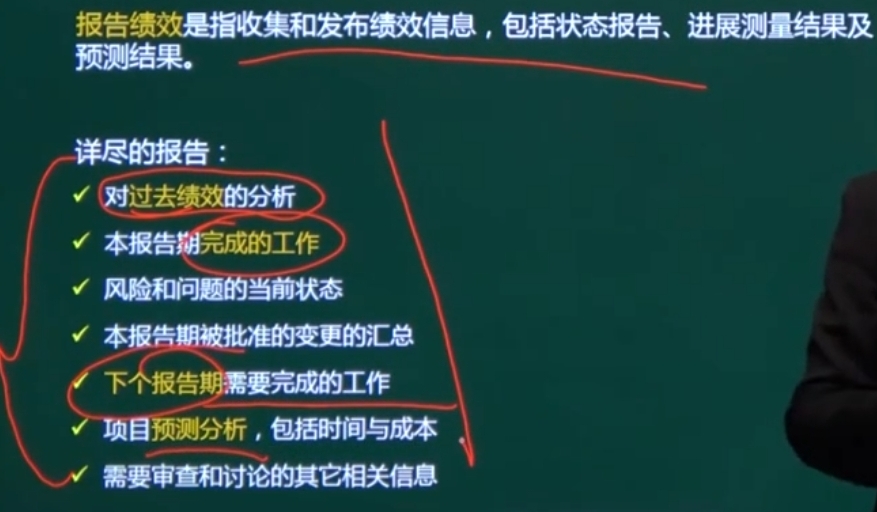 报告绩效是指收集和发布绩效信息，包括状态报告、进展测量结果及
预测结果。
详尽的报告：
✓ 对过去绩效的分析
✓ 本报告期完成的工作
✓ 风险和问题的当前状态
✓ 本报告期被批准的变更的汇总
✓ 下个报告期需要完成的工作
✓ 项目预测分析，包括时间与成本
✓ 需要审查和讨论的其它相关信息